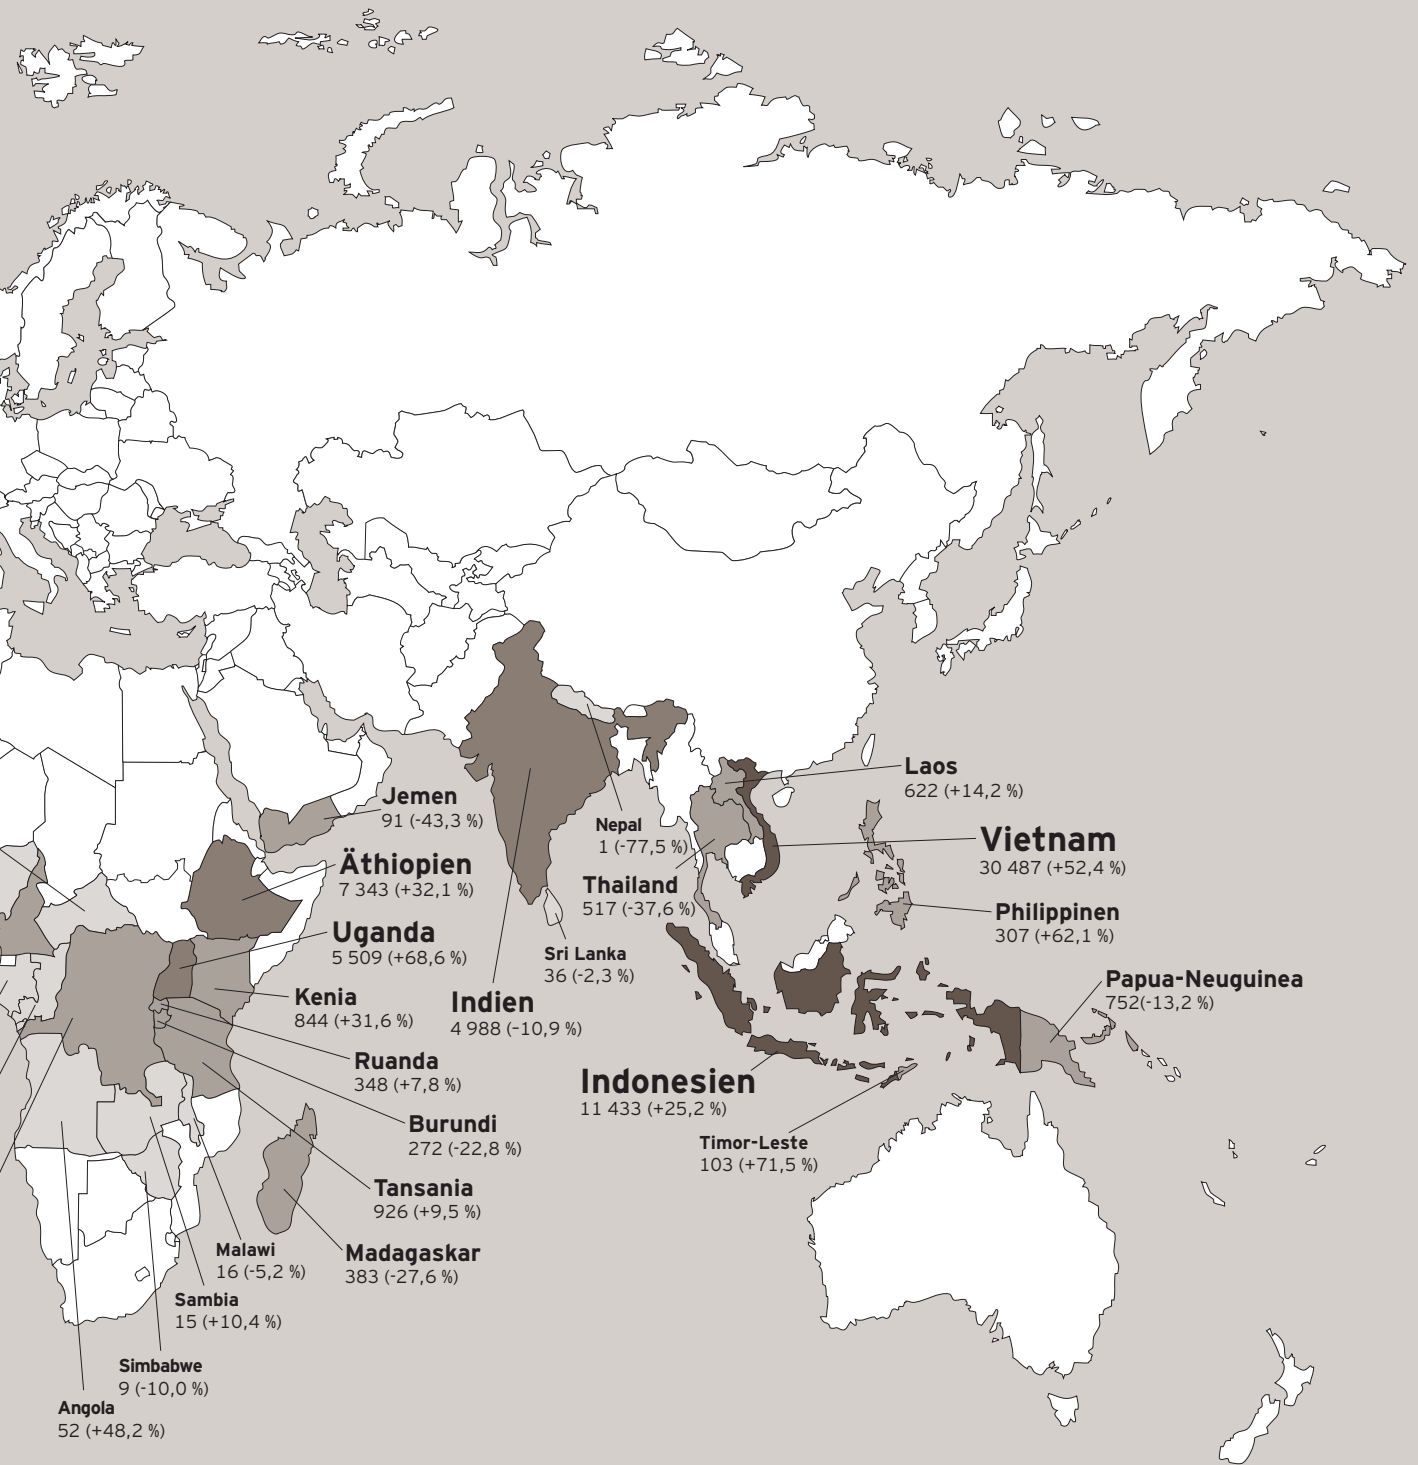 Laos
622 (+14,2 %)
Jemen
91 (-43,3 %)
Nepal
1 (-77,5 %)
Vietnam
30 487 (+52,4 %)
Äthiopien
7 343 (+32,1 %)
Thailand
517 (-37,6 %)
Philippinen
307 (+62,1 %)
Uganda
5 509 (+68,6 %)
Sri Lanka
36 (-2,3 %)
Papua-Neuguinea
752(-13,2 %)
Kenia
844 (+31,6 %)
Indien
4 988 (-10,9 %)
Ruanda
348 (+7,8 %)
Indonesien
11 433 (+25,2 %)
Burundi
272 (-22,8 %)
Timor-Leste
103 (+71,5 %)
Tansania
926 (+9,5 %)
Malawi
16 (-5,2 %)
Madagaskar
383 (-27,6 %)
Sambia
15 (+10,4 %)
Simbabwe
9 (-10,0 %)
Angola
52 (+48,2 %)